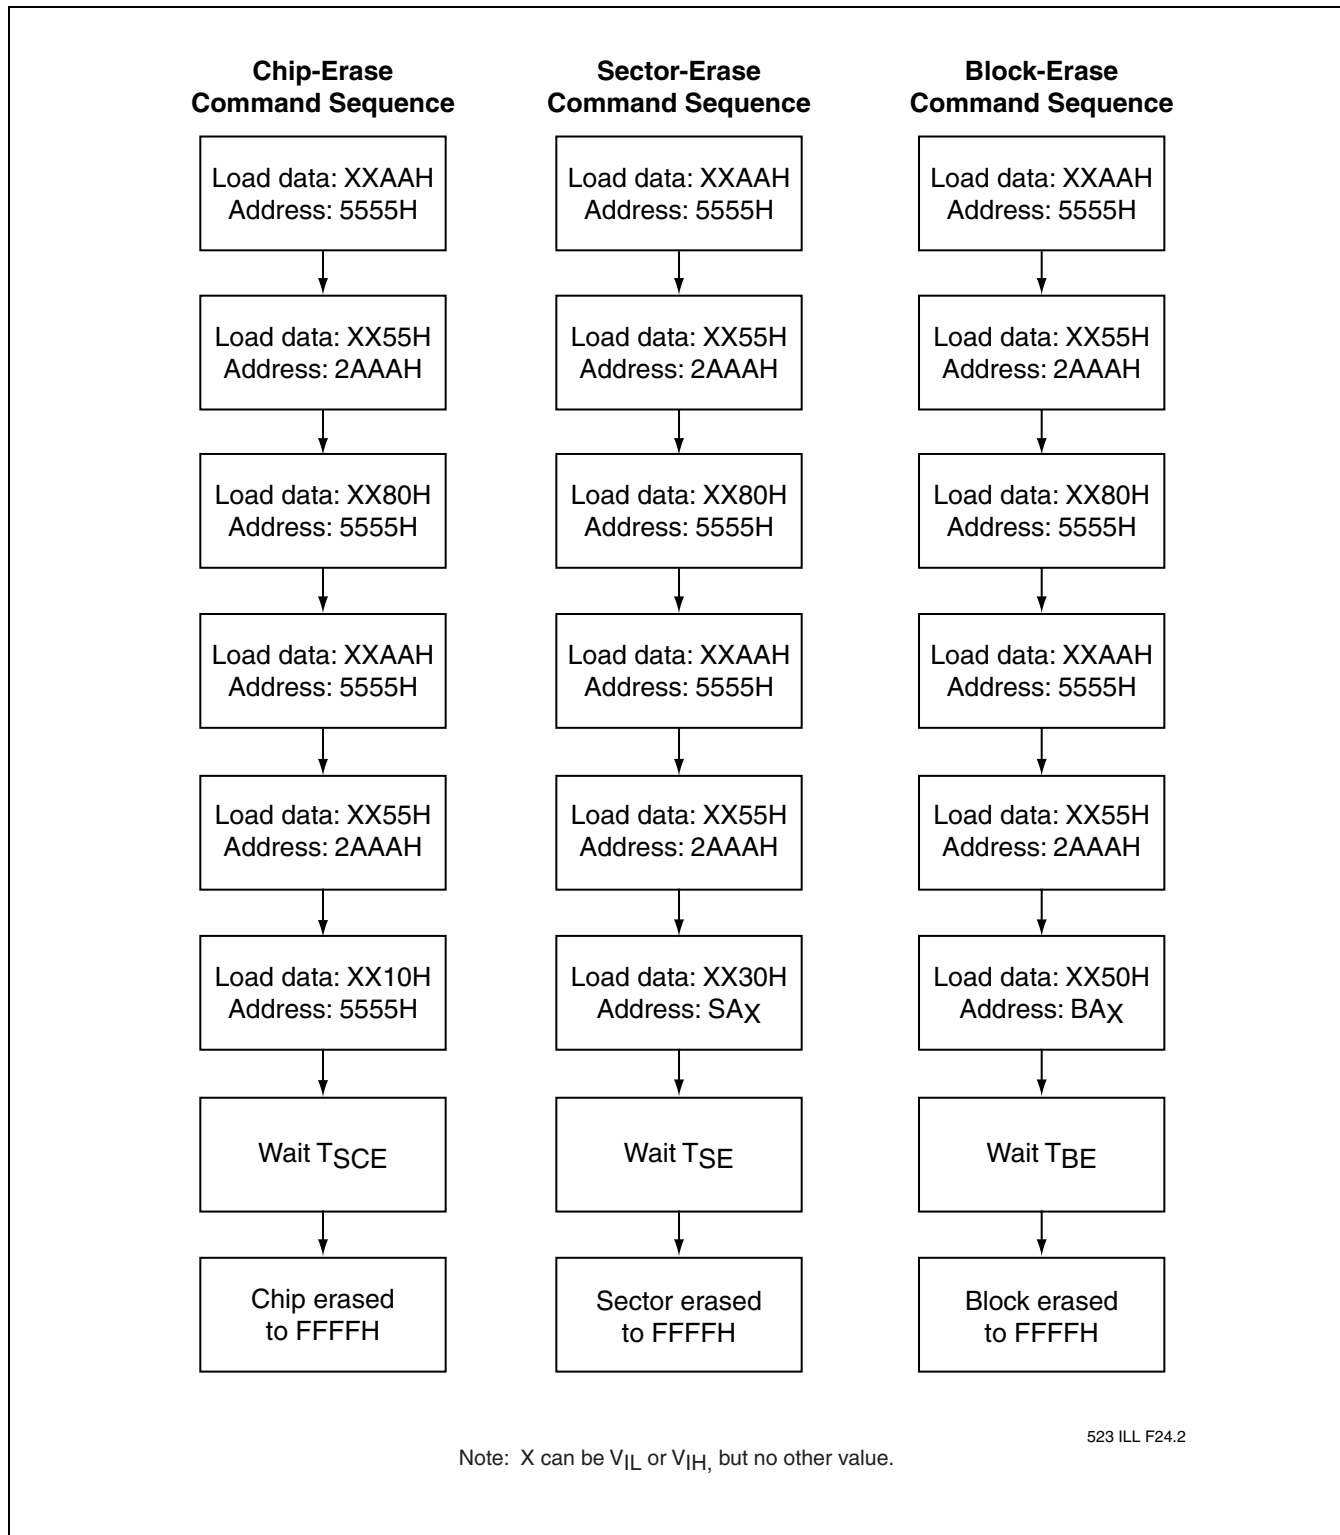 Chip-Erase
Command Sequence
Load data: XXAAH
Address: 5555H
Load data: XX55H
Address: 2AAAH
Load data: XX80H
Address: 5555H
Load data: XXAAH
Address: 5555H
Load data: XX55H
Address: 2AAAH
Load data: XX10H
Address: 5555H
Wait TSCE
Chip erased
to FFFFH
Sector-Erase
Command Sequence
Load data: XXAAH
Address: 5555H
Load data: XX55H
Address: 2AAAH
Load data: XX80H
Address: 5555H
Load data: XXAAH
Address: 5555H
Load data: XX55H
Address: 2AAAH
Load data: XX30H
Address: SAX
Wait TSE
Sector erased
to FFFFH
Block-Erase
Command Sequence
Load data: XXAAH
Address: 5555H
Load data: XX55H
Address: 2AAAH
Load data: XX80H
Address: 5555H
Load data: XXAAH
Address: 5555H
Load data: XX55H
Address: 2AAAH
Load data: XX50H
Address: BAX
Wait TBE
Block erased
to FFFFH
523 ILL F24.2
Note: X can be VIL or VIH, but no other value.